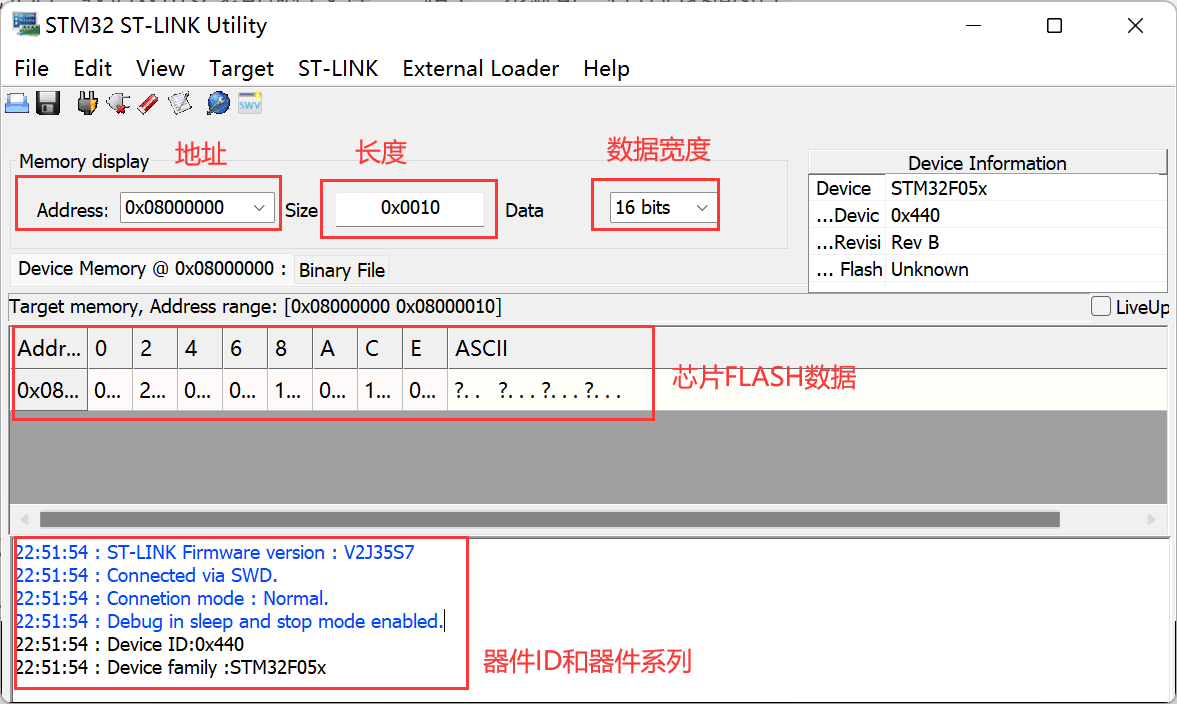 STM32 ST-LINK Utility
File Edit View Target ST-LINK External Loader Help
SWV
Memory display 地址 长度 数据宽度
Address: 0x08000000 Size 0x0010 Data 16 bits
Device Information
Device STM32F05x
...Devic 0x440
...Revisi Rev B
... Flash Unknown
Device Memory @ 0x08000000 : Binary File
Target memory, Address range: [0x08000000 0x08000010]
LiveUp
Addr... 0 2 4 6 8 A C E ASCII
0x08... 0... 2... 0... 0... 1... 0... 1... 0... ?.. ?...?...?...
芯片FLASH数据
22:51:54 : ST-LINK Firmware version : V2J35S7
22:51:54 : Connected via SWD.
22:51:54 : Connetion mode : Normal.
22:51:54 : Debug in sleep and stop mode enabled.
22:51:54 : Device ID:0x440
22:51:54 : Device family :STM32F05x
器件ID和器件系列